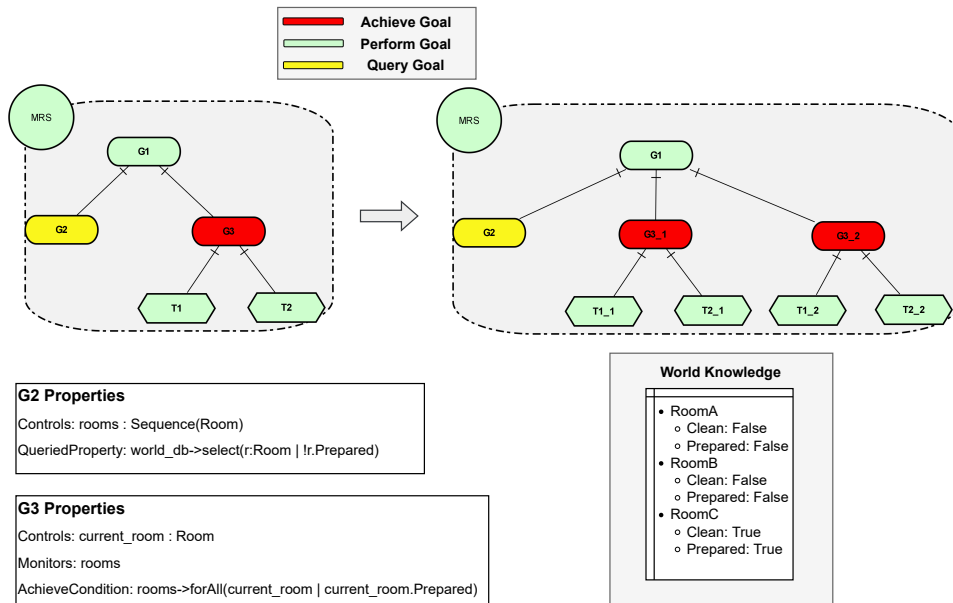 Achieve Goal
Perform Goal
Query Goal
MRS
G1
G2
G3
T1
T2
MRS
G1
G2
G3_1
G3_2
T1_1
T2_1
T1_2
T2_2
G2 Properties
Controls: rooms : Sequence(Room)
QueriedProperty: world_db->select(r:Room | !r.Prepared)
G3 Properties
Controls: current_room : Room
Monitors: rooms
AchieveCondition: rooms->forAll(current_room | current_room.Prepared)
World Knowledge
• RoomA
○ Clean: False
○ Prepared: False
• RoomB
○ Clean: False
○ Prepared: False
• RoomC
○ Clean: True
○ Prepared: True